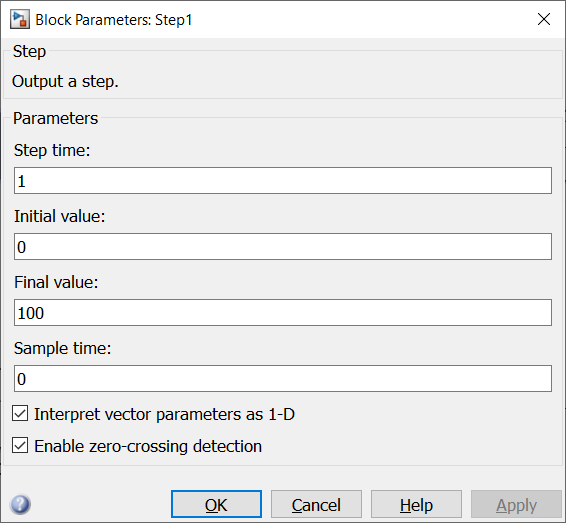 Block Parameters: Step1
Step
Output a step.
Parameters
Step time:
1
Initial value:
0
Final value:
100
Sample time:
0
Interpret vector parameters as 1-D
Enable zero-crossing detection
? OK Cancel Help Apply